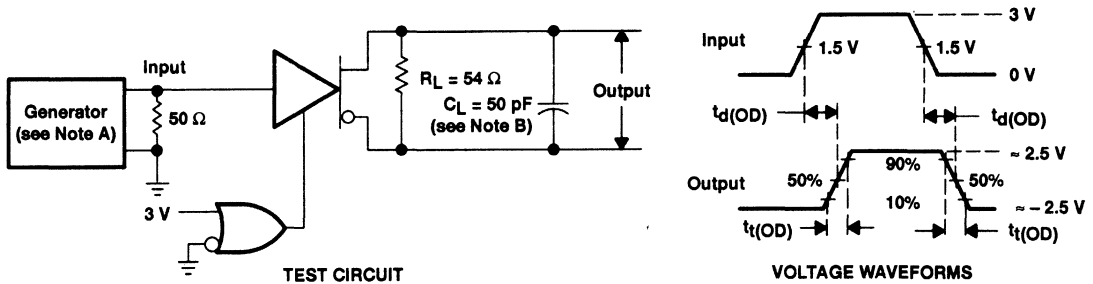 Generator
(see Note A)
Input
50 Ω
3 V
R_L = 54 Ω
C_L = 50 pF
(see Note B)
Output
TEST CIRCUIT
Input
3 V
1.5 V
1.5 V
0 V
t_d(OD)
t_d(OD)
Output
≈ 2.5 V
50%
90%
50%
10%
≈ – 2.5 V
t_t(OD)
t_t(OD)
VOLTAGE WAVEFORMS